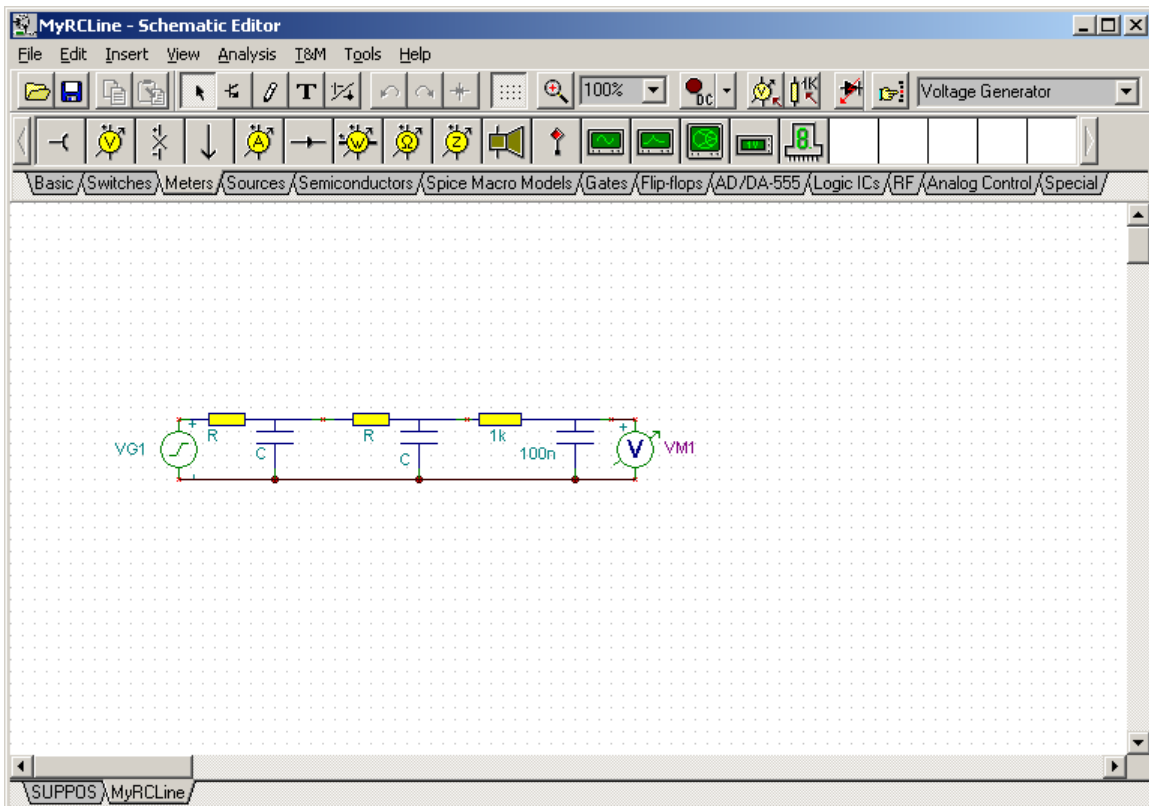 MyRCLine - Schematic Editor
File Edit Insert View Analysis T&M Tools Help
T 100% DC 1K Voltage Generator
V A W Ω Z 1V 8.
Basic Switches Meters Sources Semiconductors Spice Macro Models Gates Flip-flops AD/DA-555 Logic ICs RF Analog Control Special
VG1 + R C R C 1k 100n + V VM1
SUPPOS MyRCLine